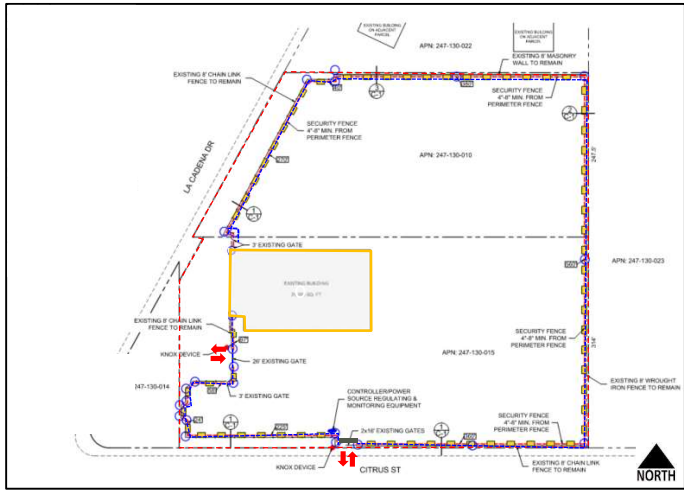 EXISTING BUILDING
ON ADJACENT
PARCEL
EXISTING BUILDING
ON ADJACENT
PARCEL
APN: 247-130-022
EXISTING 8' MASONRY
WALL TO REMAIN
EXISTING 8' CHAIN LINK
FENCE TO REMAIN
SECURITY FENCE
4"-8" MIN. FROM
PERIMETER FENCE
SECURITY FENCE
4"-8" MIN. FROM
PERIMETER FENCE
APN: 247-130-010
247.5'
LA CADENA DR
3' EXISTING GATE
APN: 247-130-023
EXISTING BUILDING
EXISTING 8' CHAIN LINK
FENCE TO REMAIN
KNOX DEVICE
26' EXISTING GATE
SECURITY FENCE
4"-8" MIN. FROM
PERIMETER FENCE
314'
APN: 247-130-015
247-130-014
3' EXISTING GATE
CONTROLLER/POWER
SOURCE REGULATING &
MONITORING EQUIPMENT
EXISTING 8' WROUGHT
IRON FENCE TO REMAIN
2x16' EXISTING GATES
SECURITY FENCE
4"-8" MIN. FROM
PERIMETER FENCE
KNOX DEVICE
CITRUS ST
EXISTING 8' CHAIN LINK
FENCE TO REMAIN
NORTH